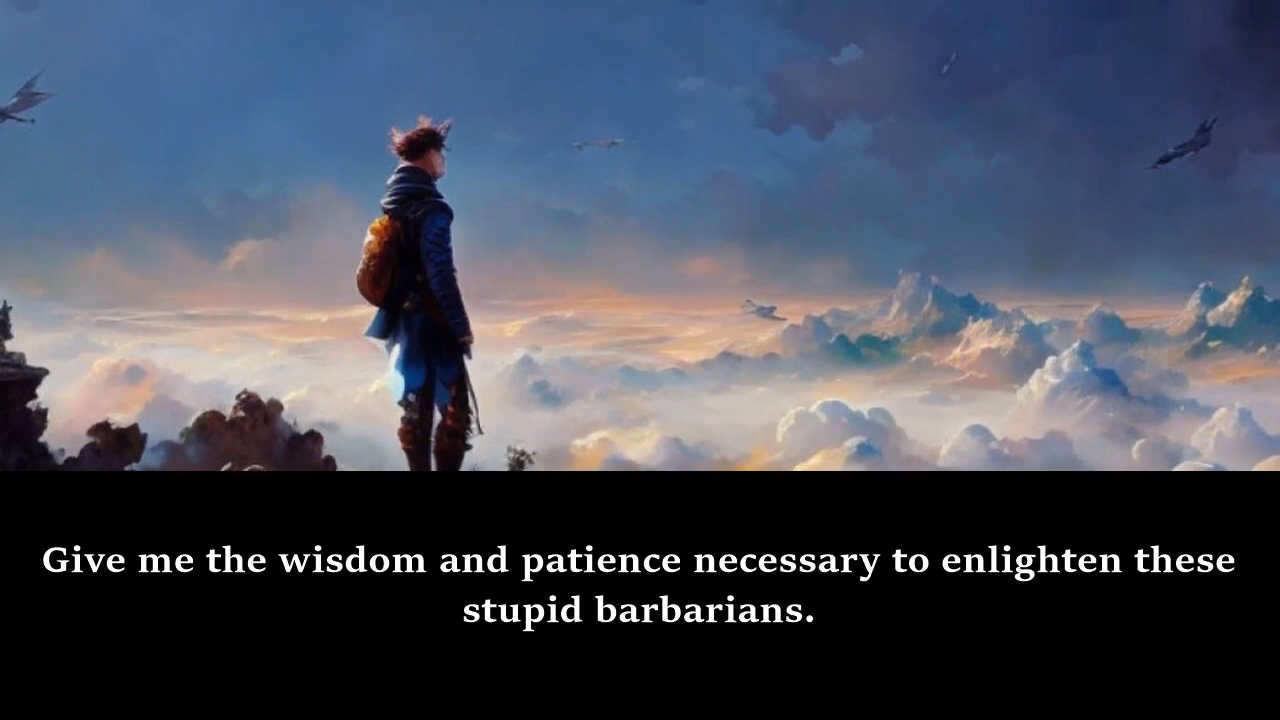 Give me the wisdom and patience necessary to enlighten these
stupid barbarians.